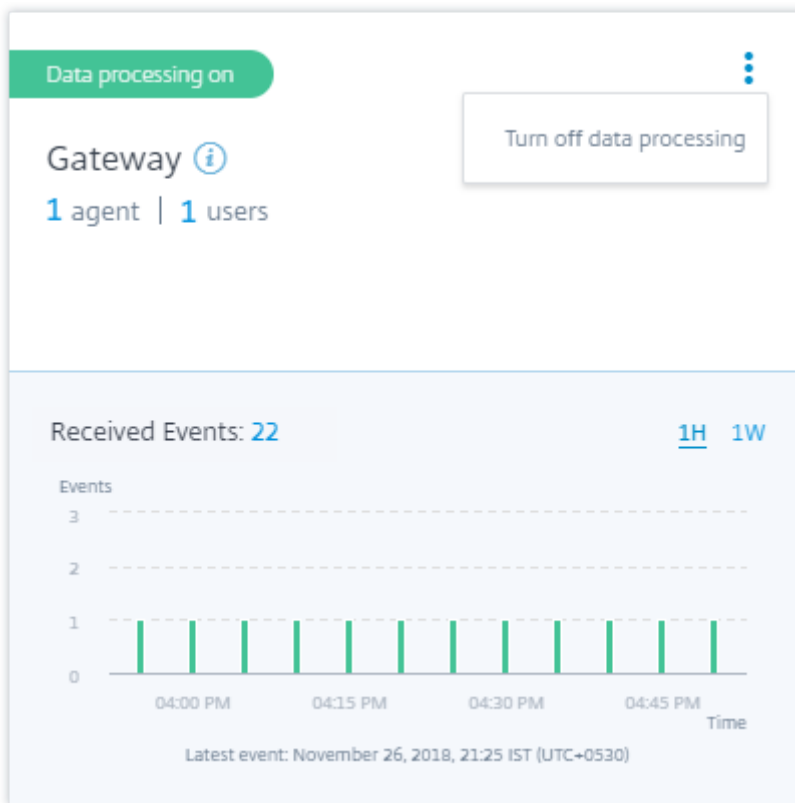 Data processing on
Turn off data processing
Gateway i
1 agent | 1 users
Received Events: 22
1H 1W
Events
3
2
1
0
04:00 PM 04:15 PM 04:30 PM 04:45 PM
Time
Latest event: November 26, 2018, 21:25 IST (UTC+0530)